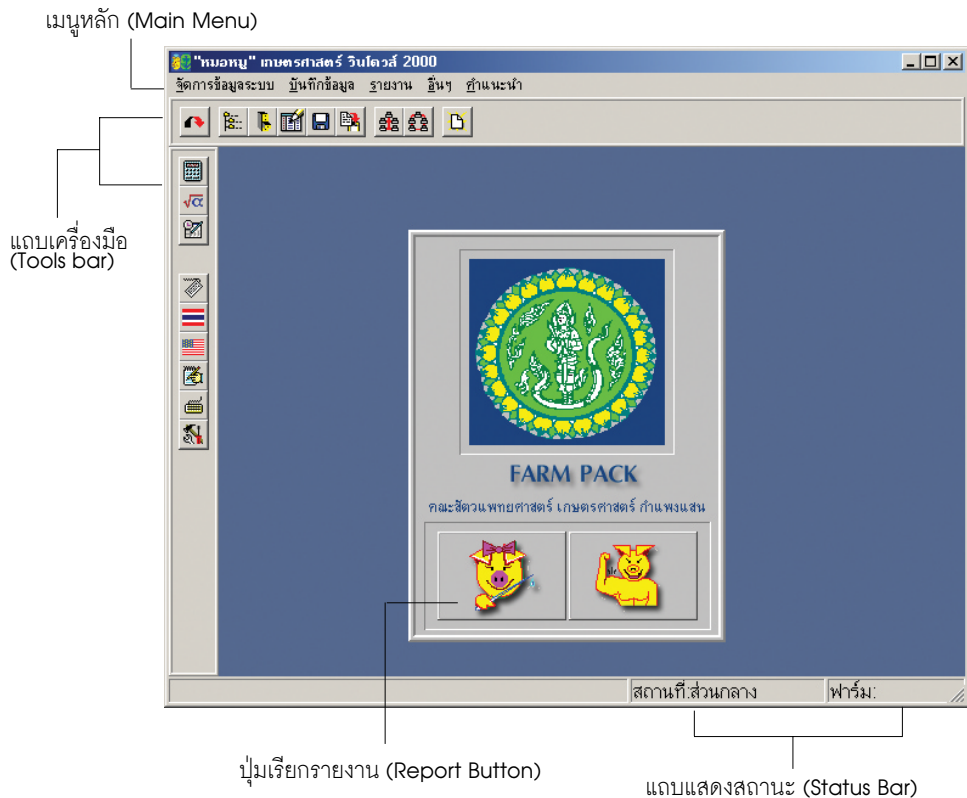 เมนูหลัก (Main Menu)
"หมอหมู" เกษตรศาสตร์ วินโดวส์ 2000
จัดการข้อมูลระบบ บันทึกข้อมูล รายงาน อื่นๆ คำแนะนำ
√α
แถบเครื่องมือ
(Tools bar)
FARM PACK
คณะสัตวแพทยศาสตร์ เกษตรศาสตร์ กำแพงแสน
สถานที่:ส่วนกลาง ฟาร์ม:
ปุ่มเรียกรายงาน (Report Button)
แถบแสดงสถานะ (Status Bar)